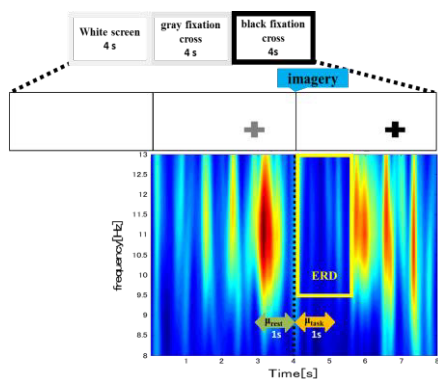 White screen
4 s
gray fixation
cross
4 s
black fixation
cross
4s
imagery
frequency[Hz]
13
12.5
12
11.5
11
10.5
10
9.5
9
8.5
8
ERD
μrest
1s
μtask
1s
0 1 2 3 4 5 6 7 8
Time[s]